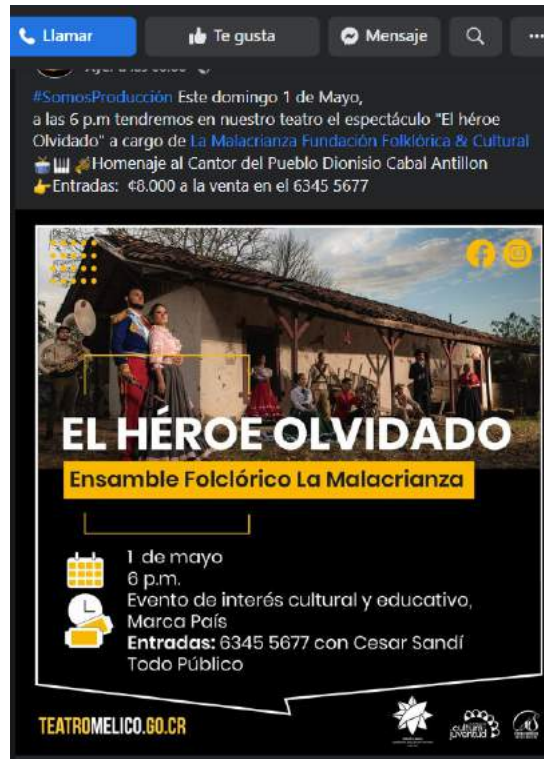 Llamar
Te gusta
Mensaje
#SomosProducción Este domingo 1 de Mayo,
a las 6 p.m tendremos en nuestro teatro el espectáculo "El héroe
Olvidado" a cargo de La Malacrianza Fundación Folklórica & Cultural
Homenaje al Cantor del Pueblo Dionisio Cabal Antillon
Entradas: ¢8.000 a la venta en el 6345 5677
EL HÉROE OLVIDADO
Ensamble Folclórico La Malacrianza
1 de mayo
6 p.m.
Evento de interés cultural y educativo,
Marca País
Entradas: 6345 5677 con Cesar Sandí
Todo Público
TEATROMELICO.GO.CR
cultura
juventud